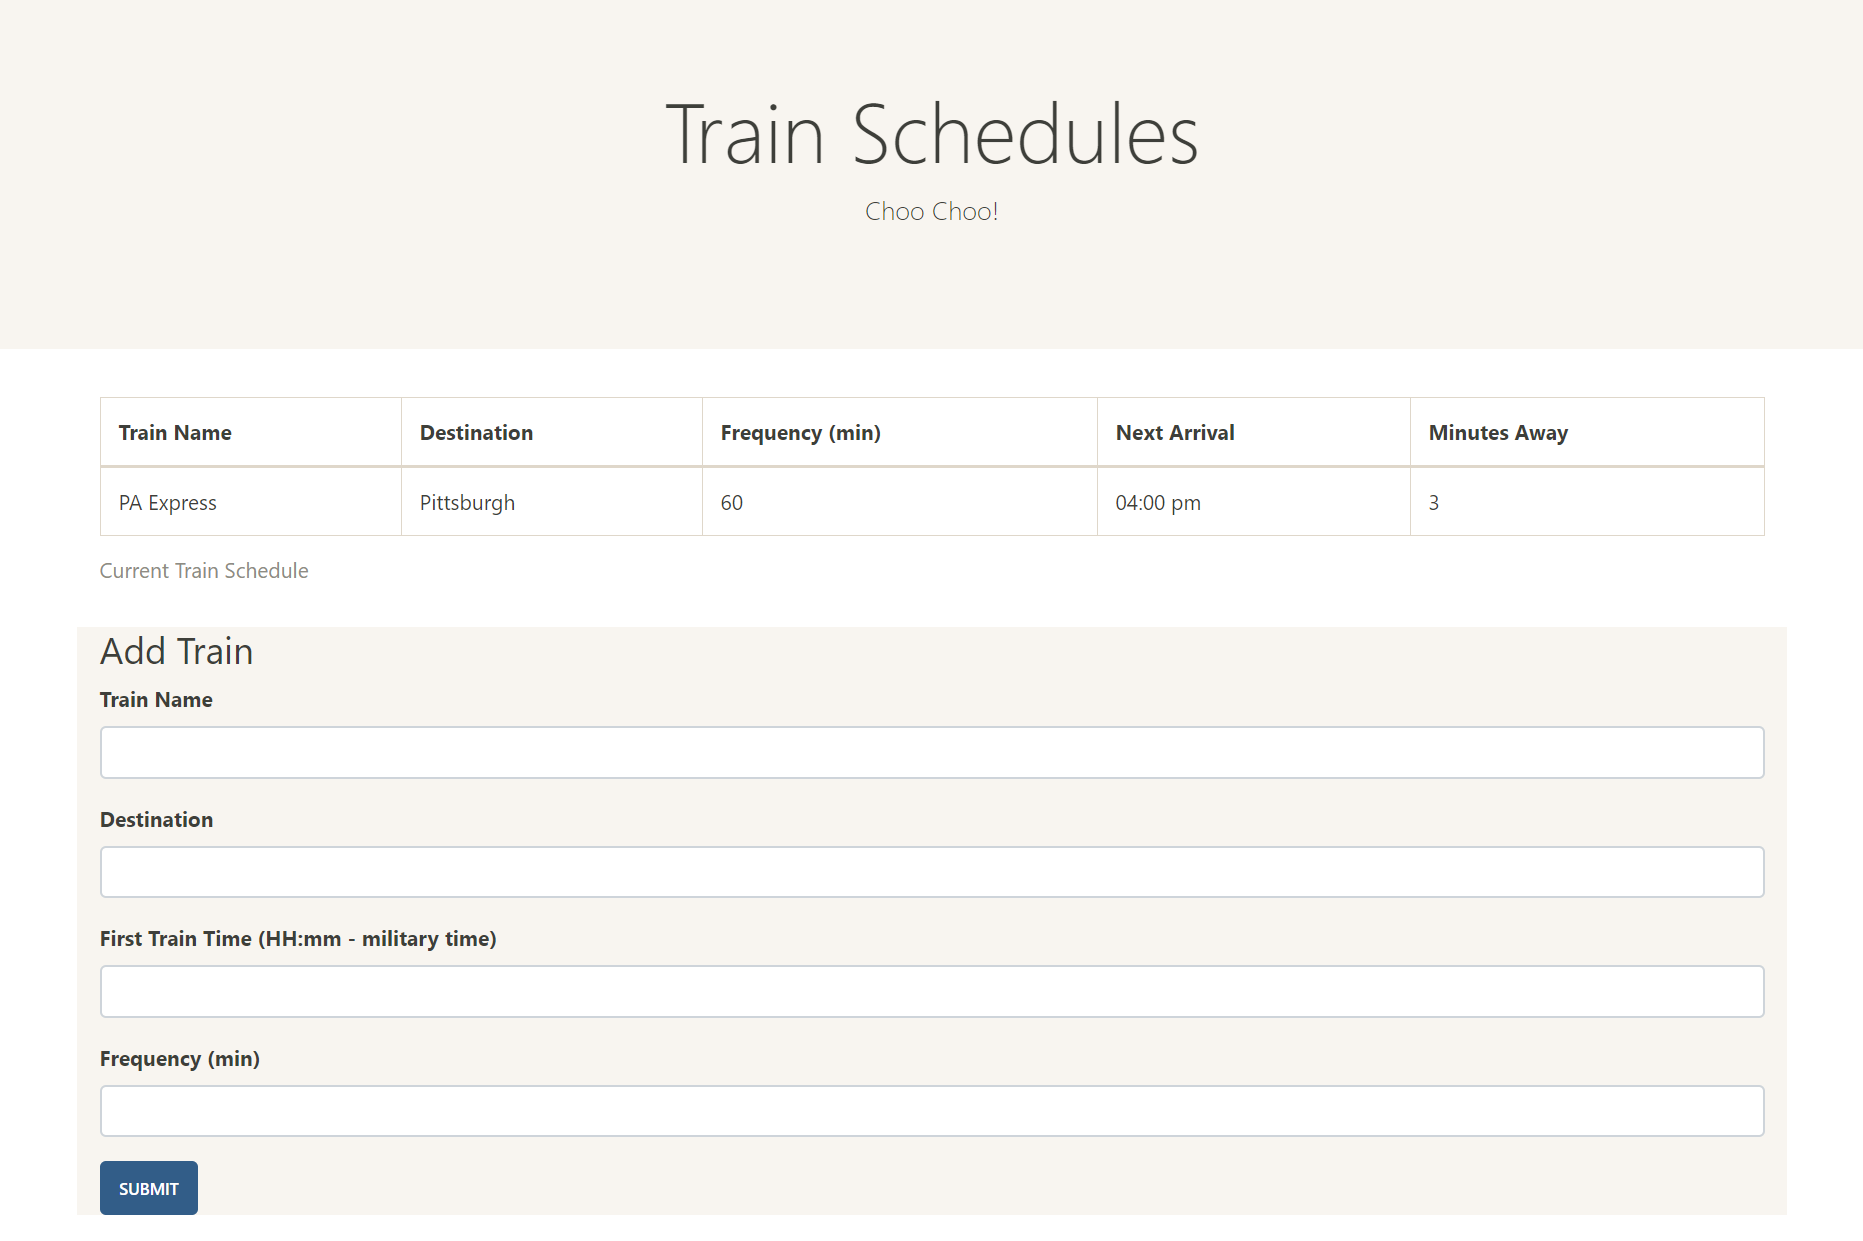 Train Schedules
Choo Choo!
Train Name Destination Frequency (min) Next Arrival Minutes Away
PA Express Pittsburgh 60 04:00 pm 3
Current Train Schedule
Add Train
Train Name
Destination
First Train Time (HH:mm - military time)
Frequency (min)
SUBMIT